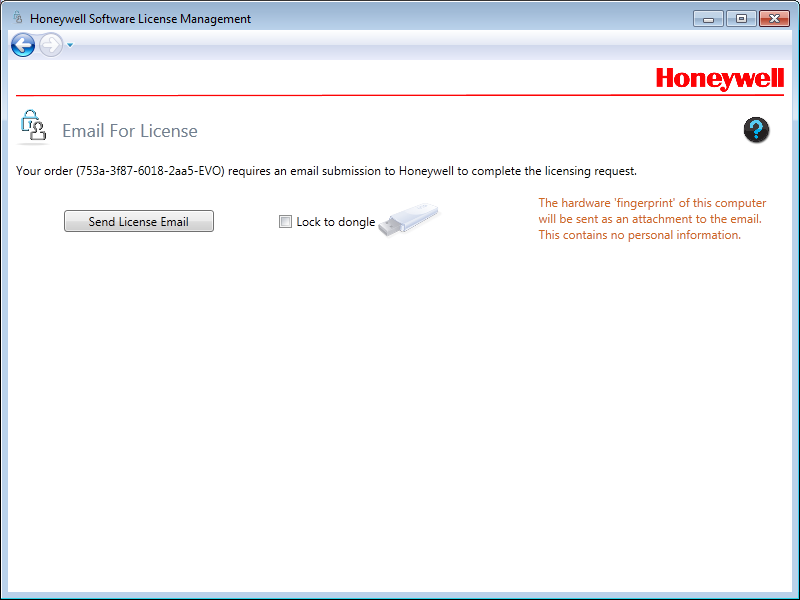 Honeywell Software License Management
Honeywell
Email For License
?
Your order (753a-3f87-6018-2aa5-EVO) requires an email submission to Honeywell to complete the licensing request.
Send License Email
Lock to dongle
The hardware 'fingerprint' of this computer
will be sent as an attachment to the email.
This contains no personal information.